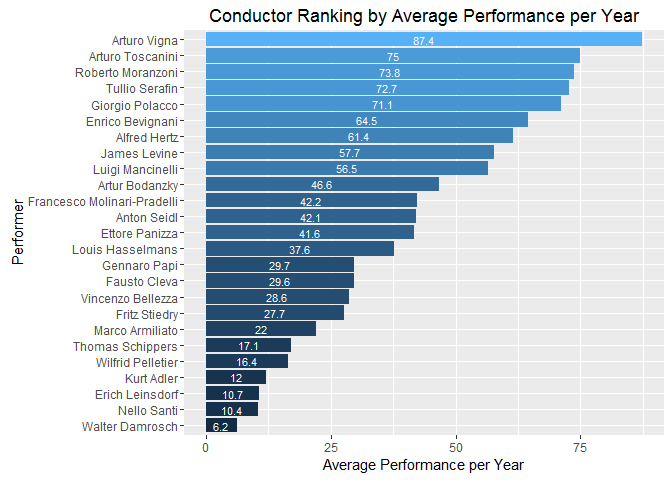 Conductor Ranking by Average Performance per Year
Performer
Arturo Vigna 87.4
Arturo Toscanini 75
Roberto Moranzoni 73.8
Tullio Serafin 72.7
Giorgio Polacco 71.1
Enrico Bevignani 64.5
Alfred Hertz 61.4
James Levine 57.7
Luigi Mancinelli 56.5
Artur Bodanzky 46.6
Francesco Molinari-Pradelli 42.2
Anton Seidl 42.1
Ettore Panizza 41.6
Louis Hasselmans 37.6
Gennaro Papi 29.7
Fausto Cleva 29.6
Vincenzo Bellezza 28.6
Fritz Stiedry 27.7
Marco Armiliato 22
Thomas Schippers 17.1
Wilfrid Pelletier 16.4
Kurt Adler 12
Erich Leinsdorf 10.7
Nello Santi 10.4
Walter Damrosch 6.2
0 25 50 75
Average Performance per Year